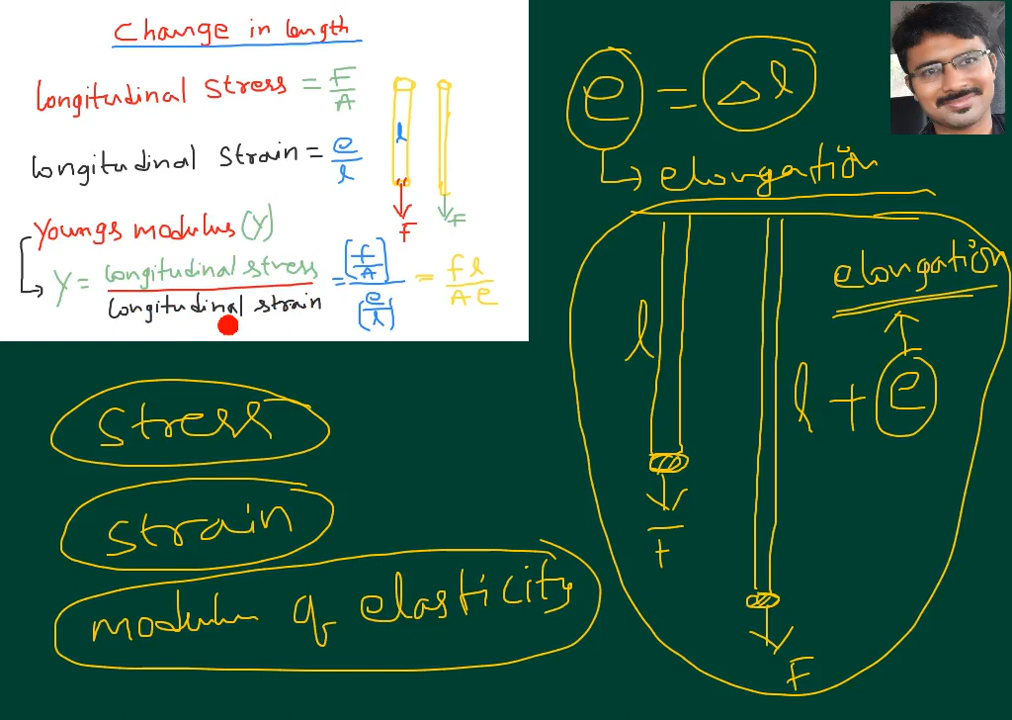 Change in length
longitudinal stress = F/A
l
F
F
longitudinal strain = e/l
Youngs modulus (Y)
Y = longitudinal stress / longitudinal strain = (F/A) / (e/l) = Fl / Ae
e = Δl
elongation
l
F
l + e
elongation
F
stress
strain
modulus of elasticity